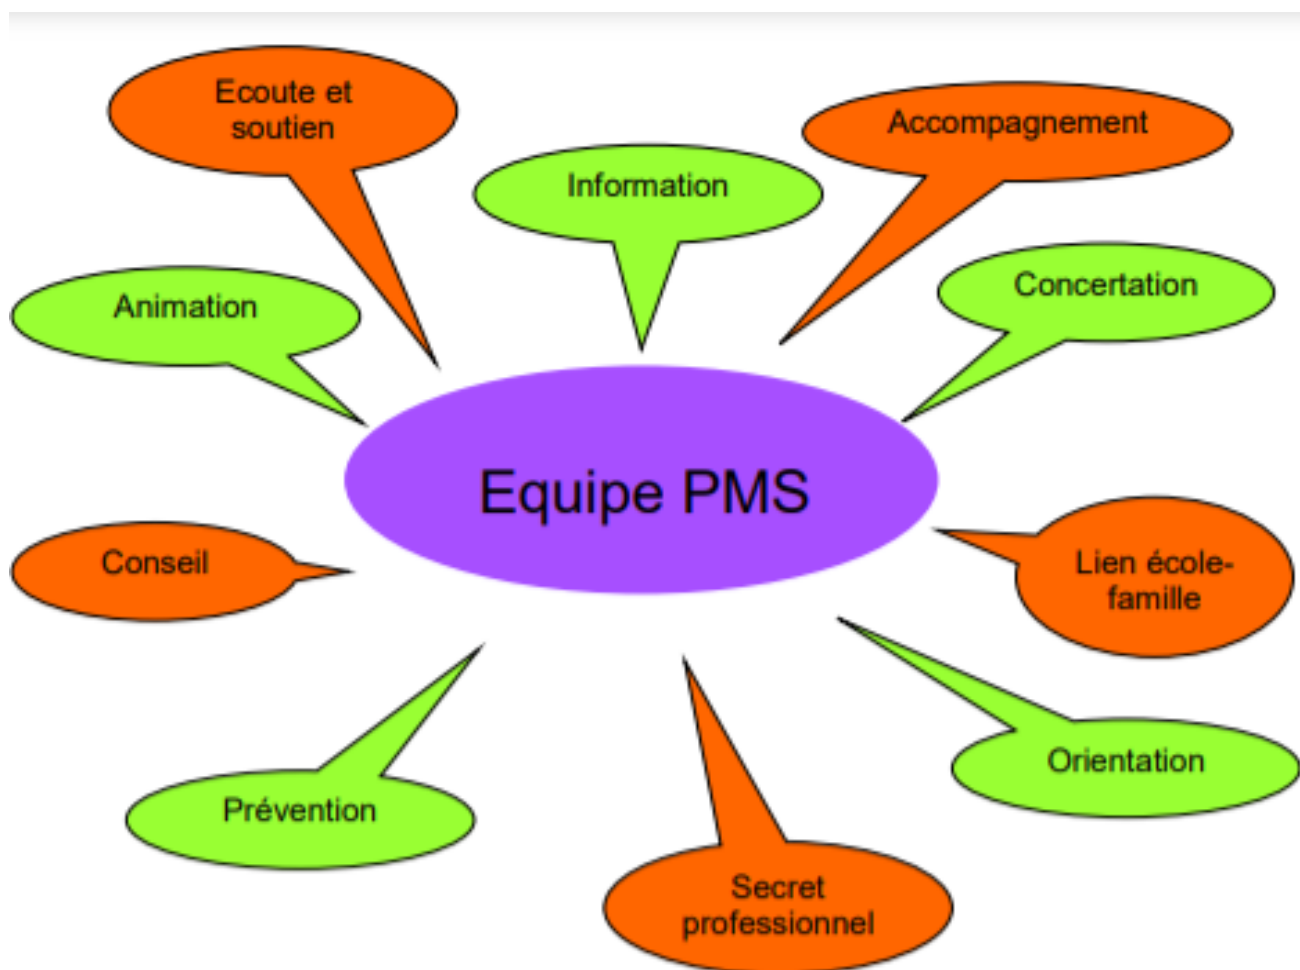 Ecoute et
soutien
Accompagnement
Information
Concertation
Animation
Equipe PMS
Conseil
Lien école-
famille
Orientation
Prévention
Secret
professionnel